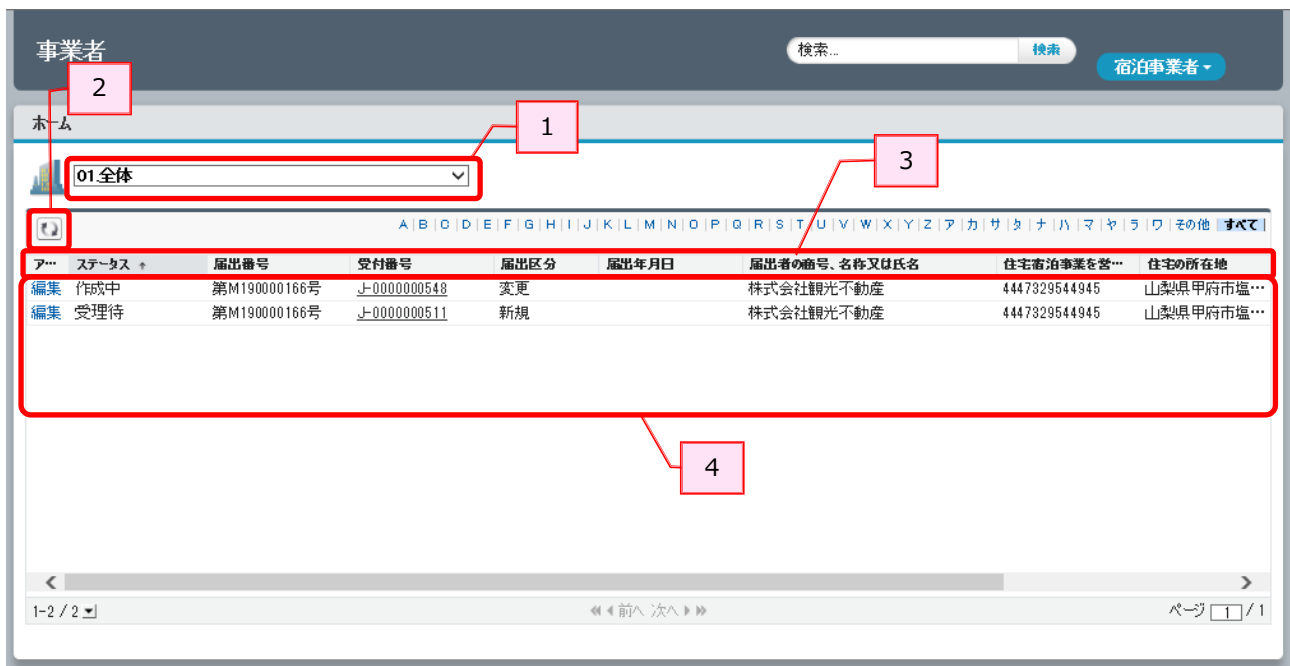 事業者
検索...
検索
宿泊事業者
2
ホーム
1
3
01.全体
A|B|C|D|E|F|G|H|I|J|K|L|M|N|O|P|Q|R|S|T|U|V|W|X|Y|Z|ア|カ|サ|タ|ナ|ハ|マ|ヤ|ラ|ワ|その他|すべて|
ア… ステータス ↑ 届出番号 受付番号 届出区分 届出年月日 届出者の商号、名称又は氏名 住宅宿泊事業を営… 住宅の所在地
編集 作成中 第M190000166号 J-0000000548 変更 株式会社観光不動産 4447329544945 山梨県甲府市塩…
編集 受理待 第M190000166号 J-0000000511 新規 株式会社観光不動産 4447329544945 山梨県甲府市塩…
4
1-2 / 2 前へ 次へ ページ 1 / 1